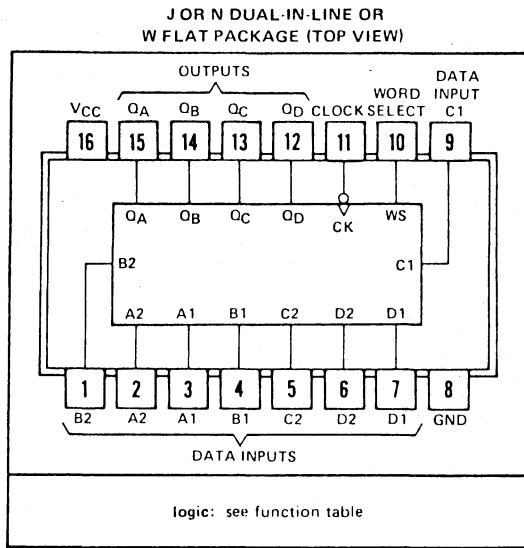 J OR N DUAL-IN-LINE OR
W FLAT PACKAGE (TOP VIEW)
OUTPUTS
DATA
INPUT
C1
WORD
SELECT
VCC QA QB QC QD CLOCK
16 15 14 13 12 11 10 9
QA QB QC QD CK WS
B2 C1
A2 A1 B1 C2 D2 D1
1 2 3 4 5 6 7 8
B2 A2 A1 B1 C2 D2 D1 GND
DATA INPUTS
logic: see function table